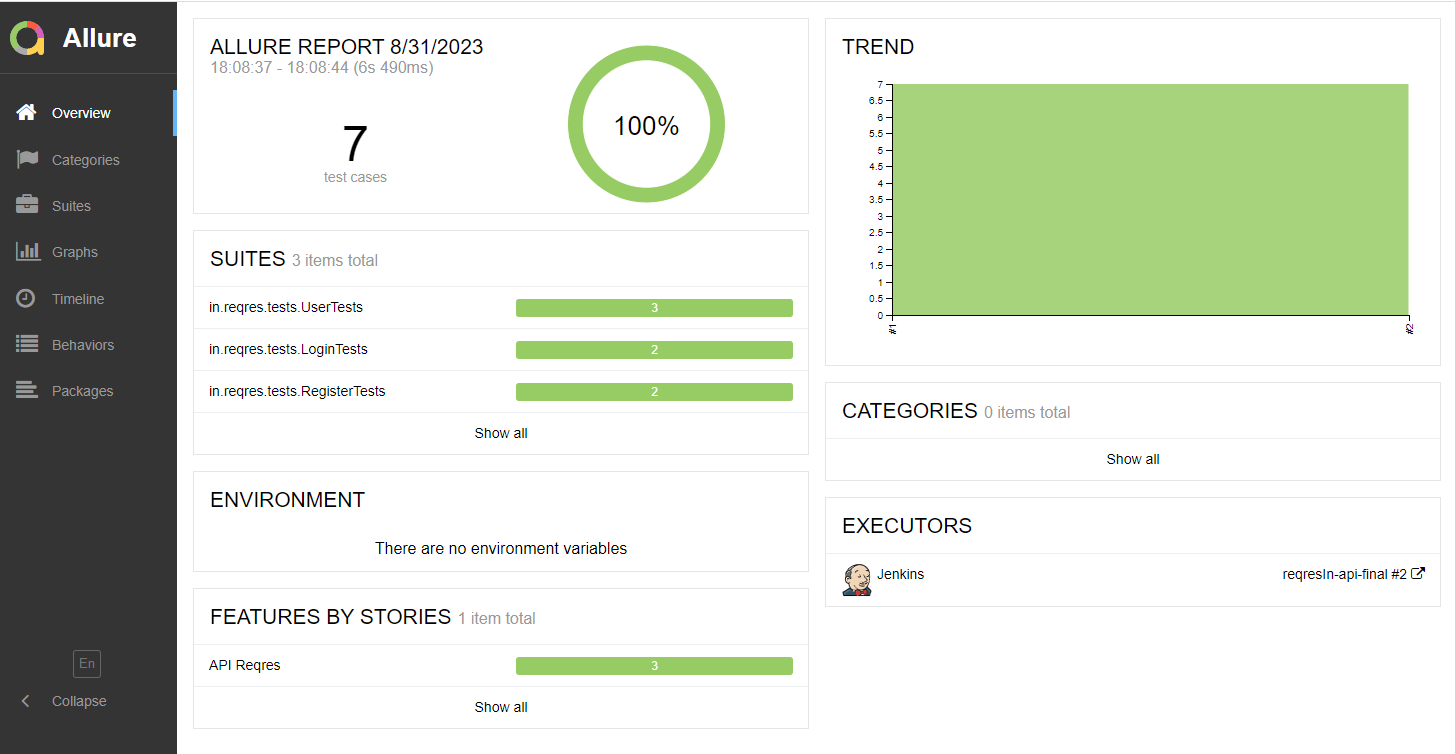 Allure
Overview
Categories
Suites
Graphs
Timeline
Behaviors
Packages
En
Collapse
ALLURE REPORT 8/31/2023
18:08:37 - 18:08:44 (6s 490ms)
7
test cases
100%
SUITES 3 items total
in.reqres.tests.UserTests 3
in.reqres.tests.LoginTests 2
in.reqres.tests.RegisterTests 2
Show all
ENVIRONMENT
There are no environment variables
FEATURES BY STORIES 1 item total
API Reqres 3
Show all
TREND
7
6.5
6
5.5
5
4.5
4
3.5
3
2.5
2
1.5
1
0.5
0
#1 #2
CATEGORIES 0 items total
Show all
EXECUTORS
Jenkins reqresIn-api-final #2